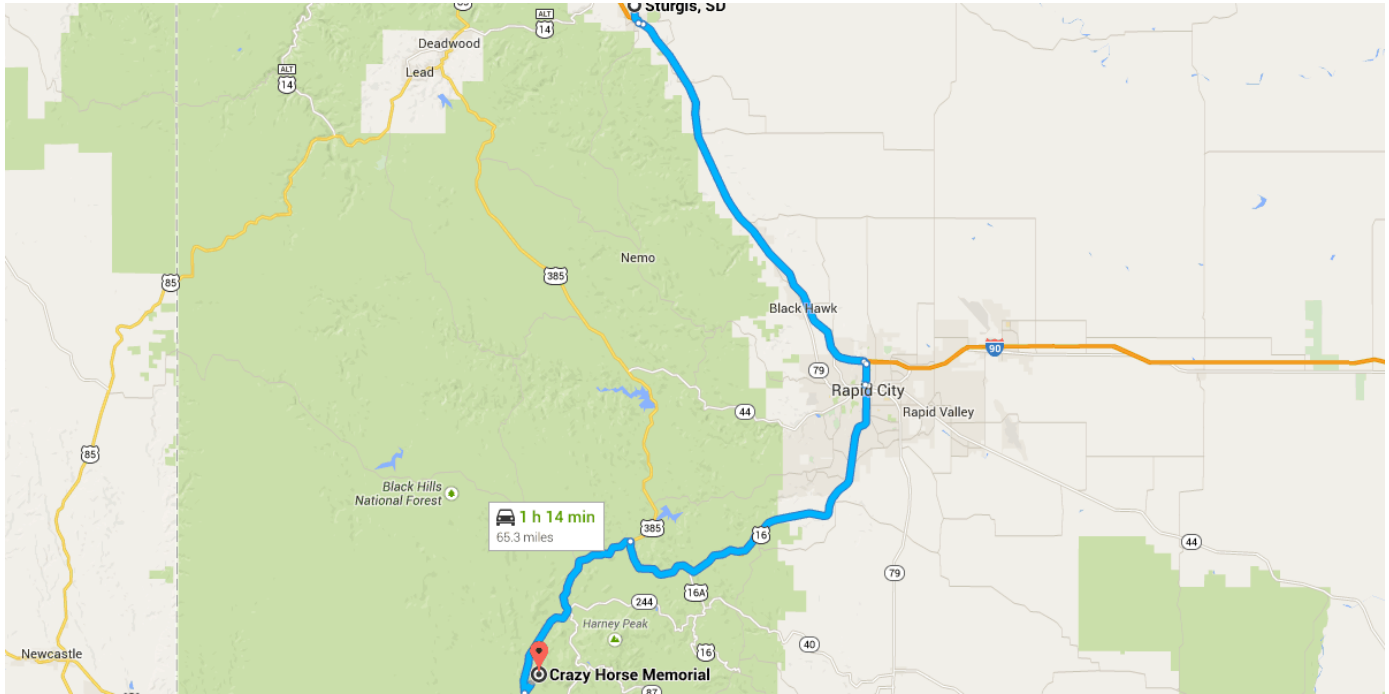 Sturgis, SD
85
ALT
14
Deadwood
Lead
ALT
14
Nemo
385
85
Black Hawk
90
79
Rapid City
Rapid Valley
44
85
Black Hills
National Forest
1 h 14 min
65.3 miles
385
16
44
79
16A
244
Harney Peak
40
16
Newcastle
Crazy Horse Memorial
87